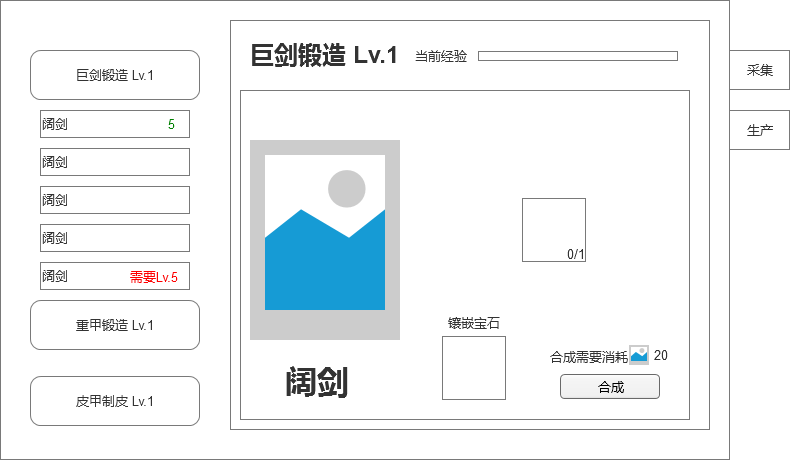 巨剑锻造 Lv.1
阔剑 5
阔剑
阔剑
阔剑
阔剑 需要Lv.5
重甲锻造 Lv.1
皮甲制皮 Lv.1
巨剑锻造 Lv.1 当前经验
阔剑
0/1
镶嵌宝石
合成需要消耗 20
合成
采集
生产